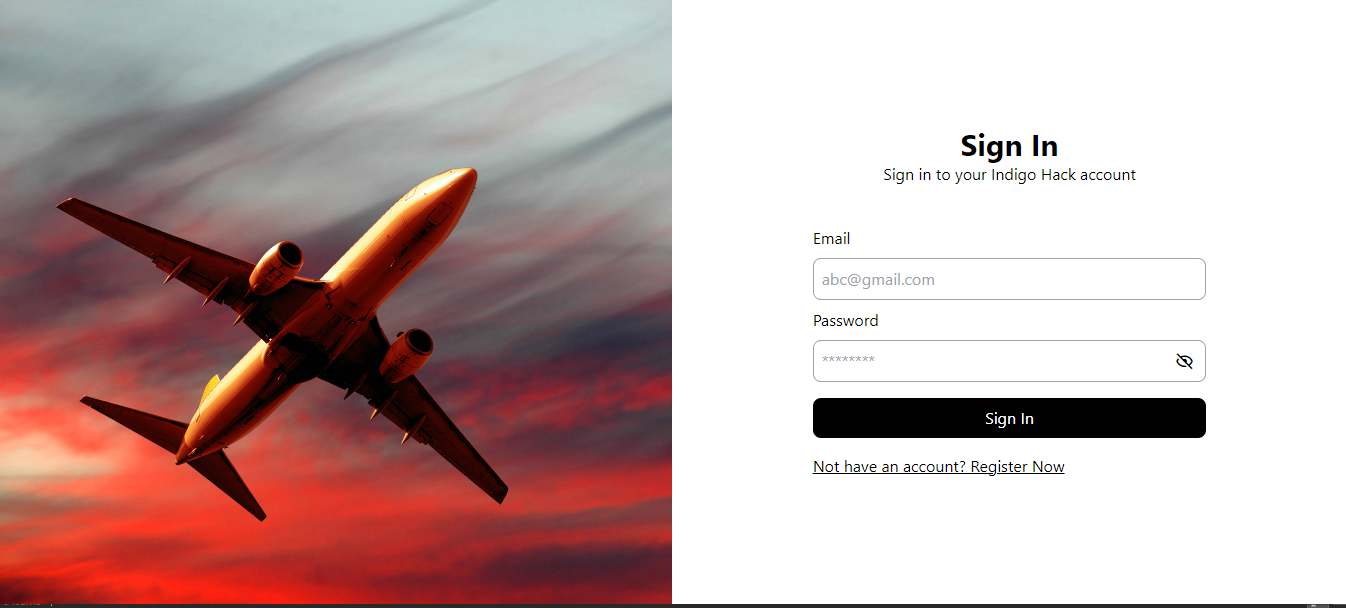 Sign In
Sign in to your Indigo Hack account
Email
abc@gmail.com
Password
********
Sign In
Not have an account? Register Now